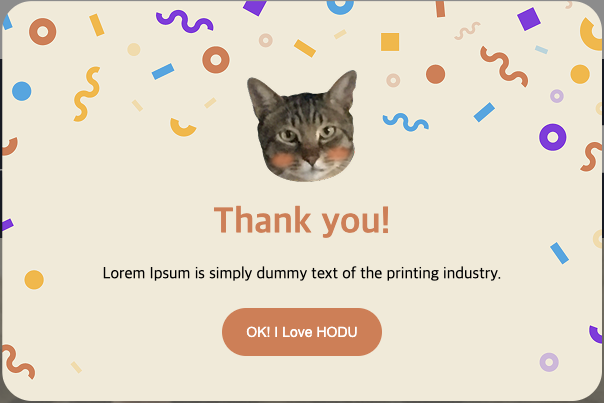 Thank you!
Lorem Ipsum is simply dummy text of the printing industry.
OK! I Love HODU